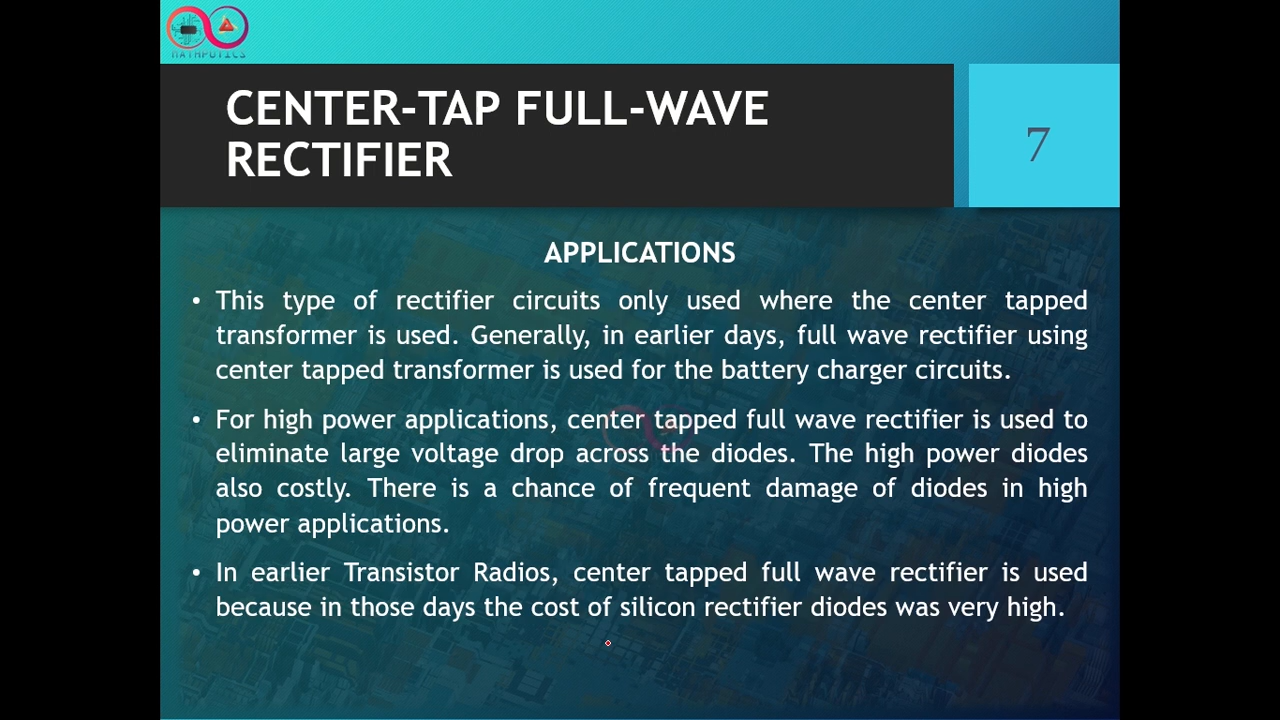 MATHPOTICS
CENTER-TAP FULL-WAVE
RECTIFIER
7
APPLICATIONS
• This type of rectifier circuits only used where the center tapped
transformer is used. Generally, in earlier days, full wave rectifier using
center tapped transformer is used for the battery charger circuits.
• For high power applications, center tapped full wave rectifier is used to
eliminate large voltage drop across the diodes. The high power diodes
also costly. There is a chance of frequent damage of diodes in high
power applications.
• In earlier Transistor Radios, center tapped full wave rectifier is used
because in those days the cost of silicon rectifier diodes was very high.